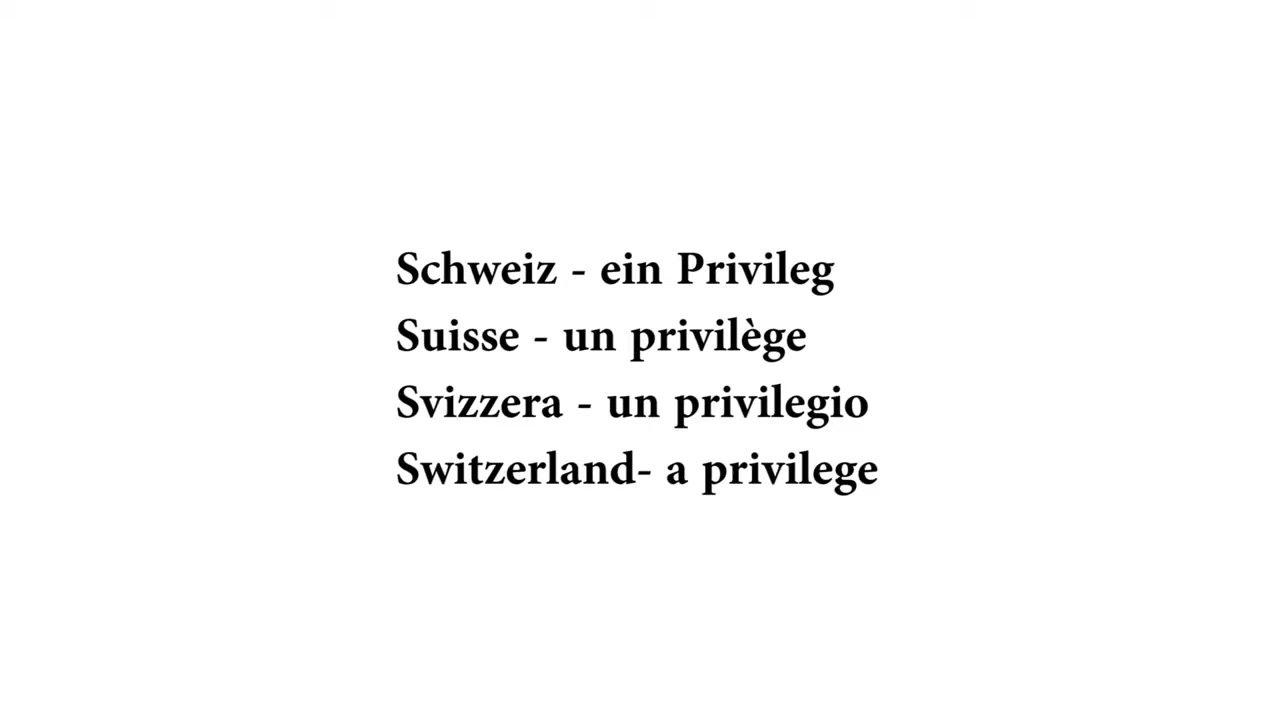 Schweiz - ein Privileg
Suisse - un privilège
Svizzera - un privilegio
Switzerland- a privilege